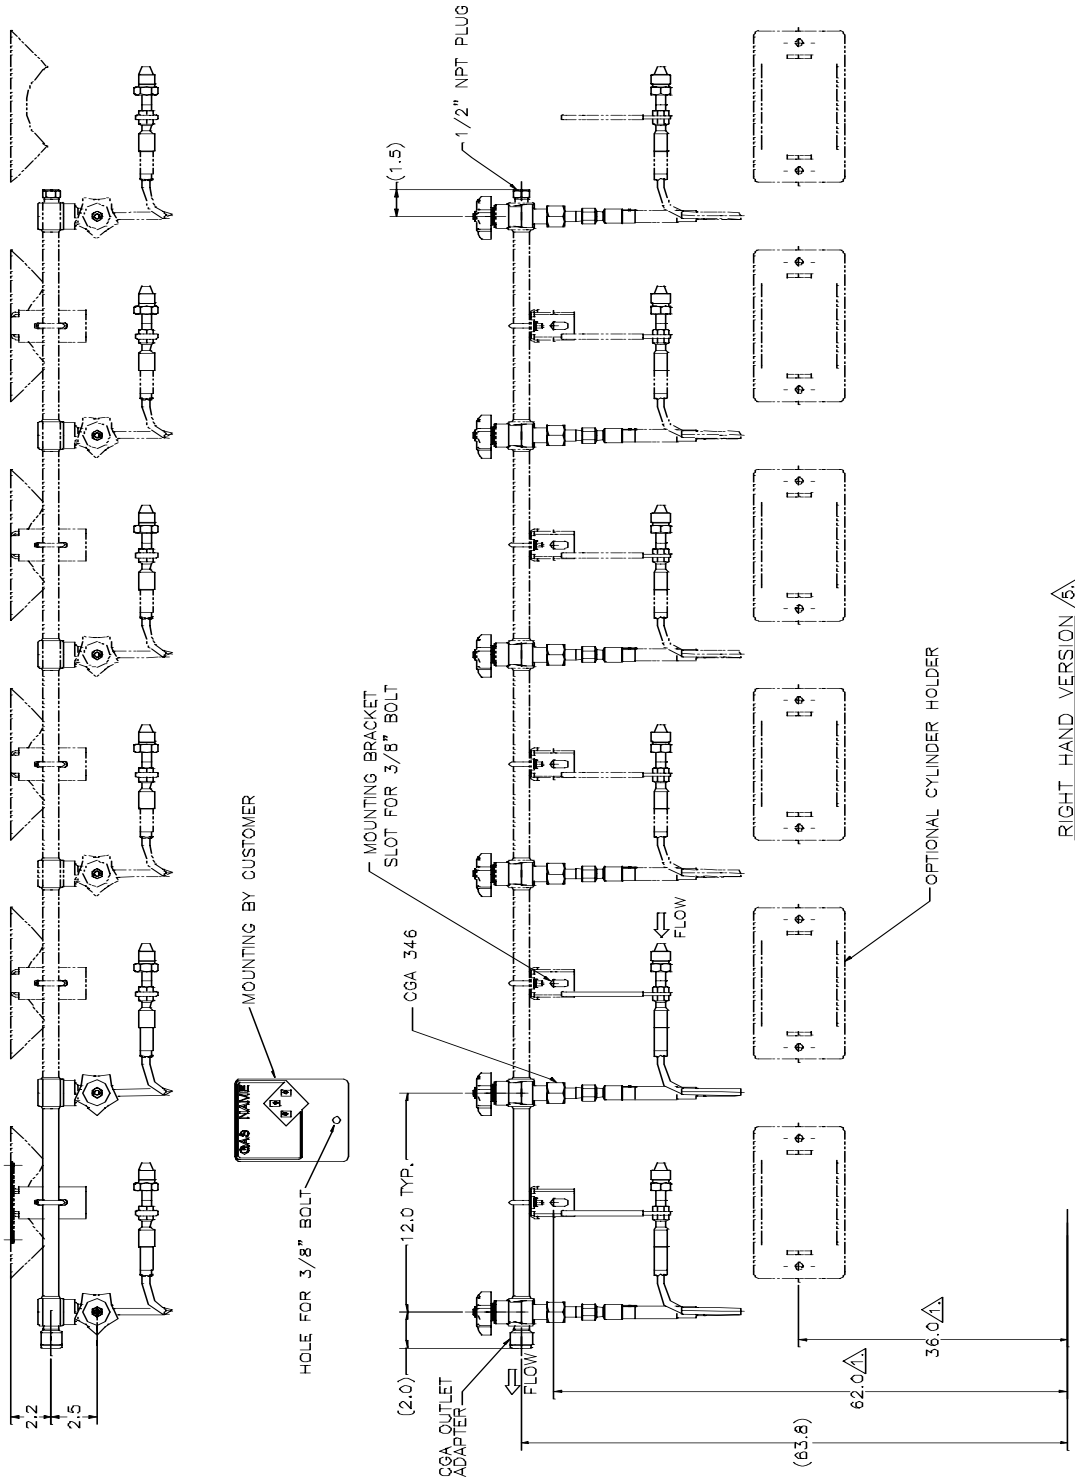 2.2
2.5
MOUNTING BY CUSTOMER
GAS NAME
HOLE FOR 3/8" BOLT
(1.5)
1/2" NPT PLUG
MOUNTING BRACKET
SLOT FOR 3/8" BOLT
CGA 346
12.0 TYP.
(2.0)
CGA OUTLET
ADAPTER
FLOW
FLOW
OPTIONAL CYLINDER HOLDER
36.0 1.
62.0 1.
(63.8)
RIGHT HAND VERSION 5.